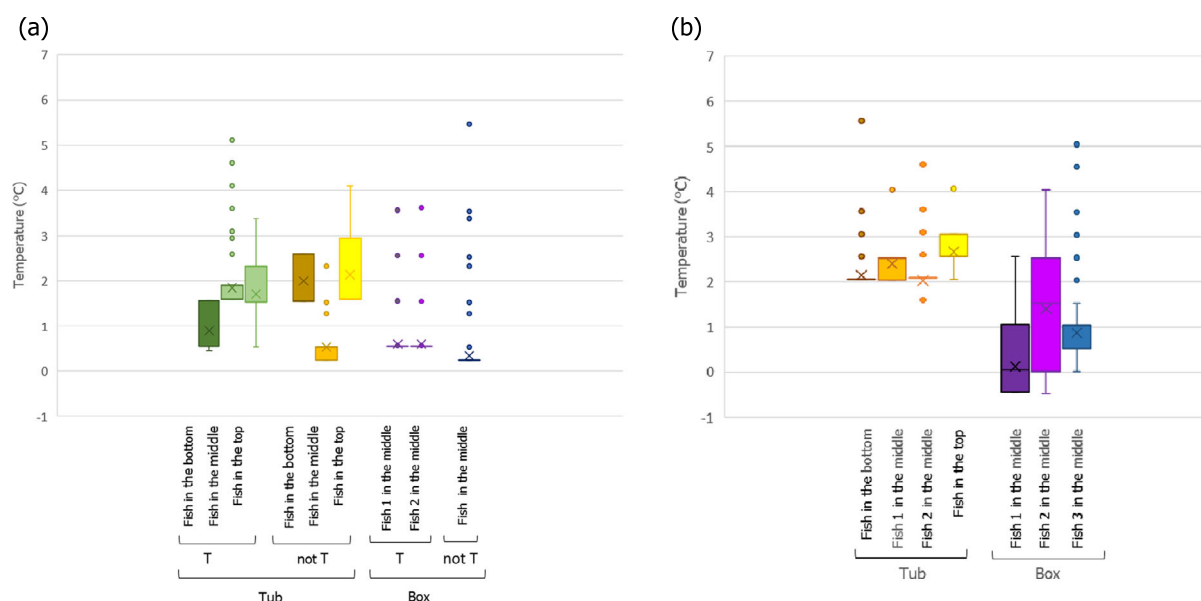 (a)
7
6
5
4
3
2
1
0
-1
Temperature (°C)
Fish in the bottom
Fish in the middle
Fish in the top
Fish in the bottom
Fish in the middle
Fish in the top
Fish 1 in the middle
Fish 2 in the middle
Fish in the middle
T
not T
T
not T
Tub
Box
(b)
7
6
5
4
3
2
1
0
-1
Temperature (°C)
Fish in the bottom
Fish 1 in the middle
Fish 2 in the middle
Fish in the top
Fish 1 in the middle
Fish 2 in the middle
Fish 3 in the middle
Tub
Box